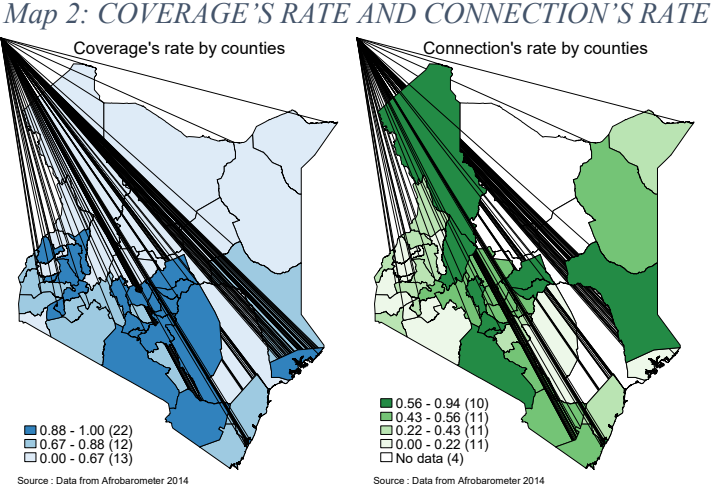 Map 2: COVERAGE’S RATE AND CONNECTION’S RATE
Coverage's rate by counties
0.88 - 1.00 (22)
0.67 - 0.88 (12)
0.00 - 0.67 (13)
Source : Data from Afrobarometer 2014
Connection's rate by counties
0.56 - 0.94 (10)
0.43 - 0.56 (11)
0.22 - 0.43 (11)
0.00 - 0.22 (11)
No data (4)
Source : Data from Afrobarometer 2014